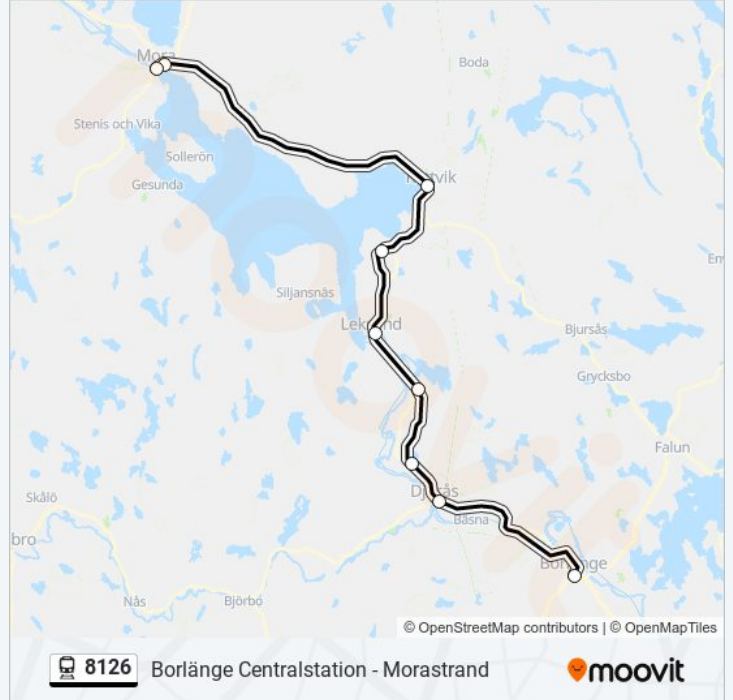 Mora
Boda
Stenis och Vika
Sollerön
Gesunda
Siljansnäs
Bjursås
Grycksbo
Falun
Skålö
bro
Båsna
Nås
Björbo
© OpenStreetMap contributors | © OpenMapTiles
8126 Borlänge Centralstation - Morastrand
moovit